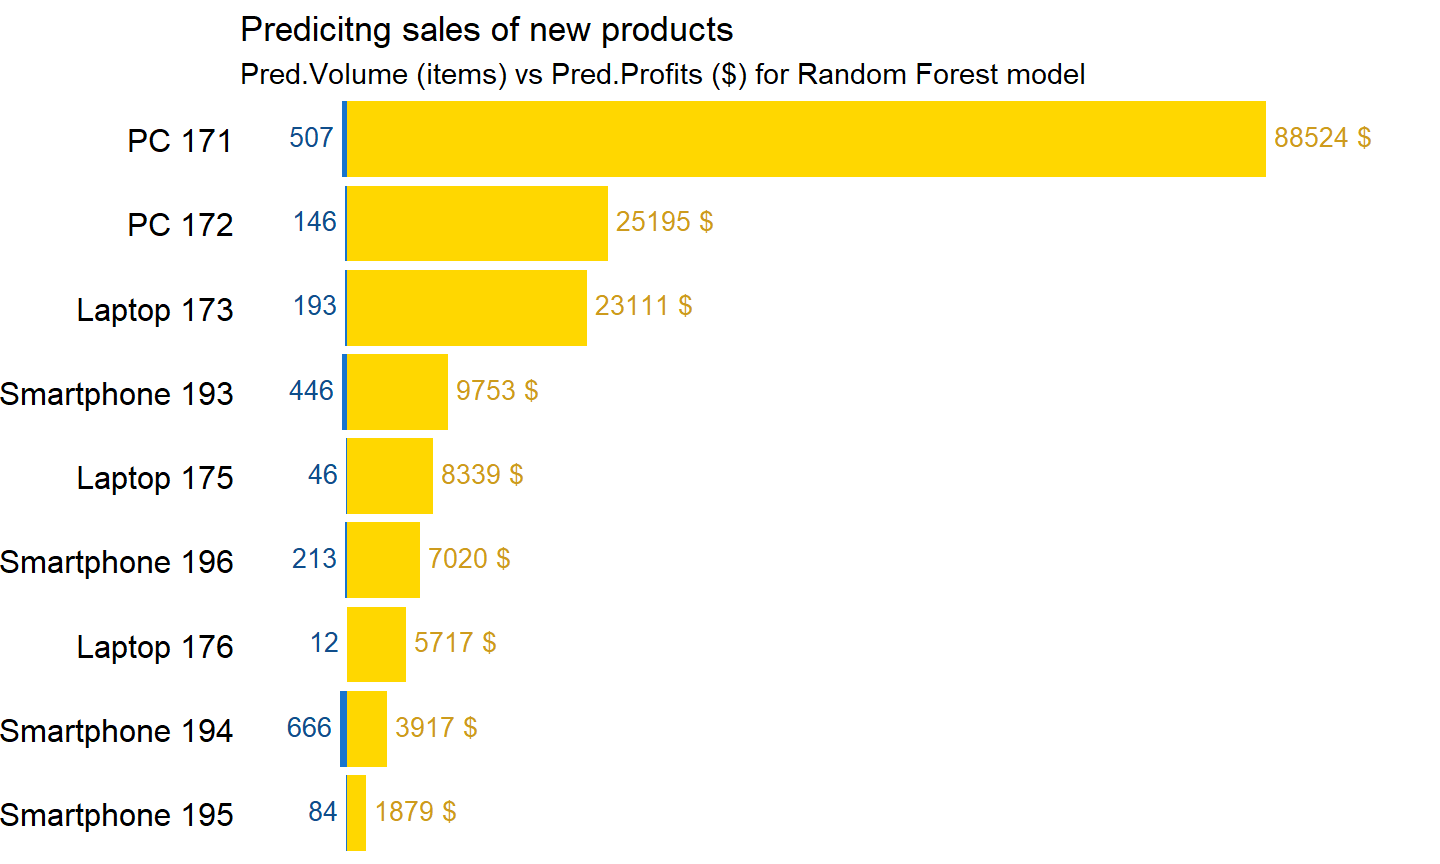 Predicitng sales of new products
Pred.Volume (items) vs Pred.Profits ($) for Random Forest model
PC 171 507 88524 $
PC 172 146 25195 $
Laptop 173 193 23111 $
Smartphone 193 446 9753 $
Laptop 175 46 8339 $
Smartphone 196 213 7020 $
Laptop 176 12 5717 $
Smartphone 194 666 3917 $
Smartphone 195 84 1879 $